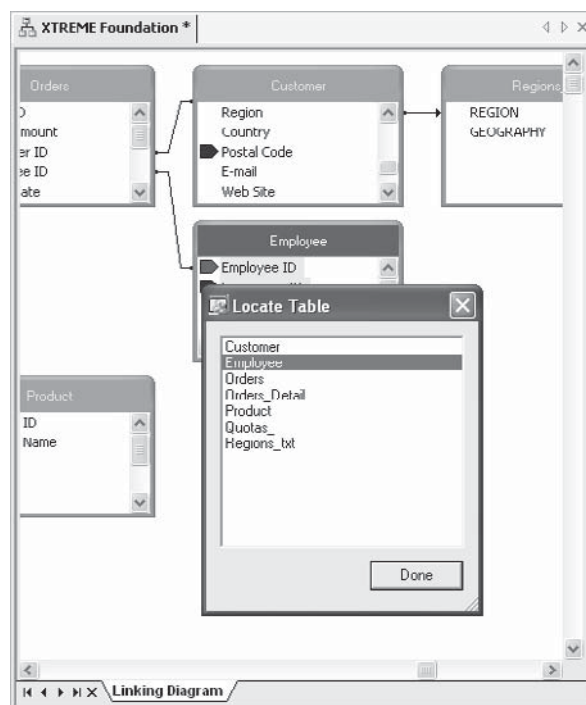 XTREME Foundation *
Orders
ID
mount
er ID
ee ID
ate
Customer
Region
Country
Postal Code
E-mail
Web Site
Regions
REGION
GEOGRAPHY
Employee
Employee ID
Product
ID
Name
Locate Table
Customer
Employee
Orders
Orders_Detail
Product
Quotas_
Regions_txt
Done
Linking Diagram